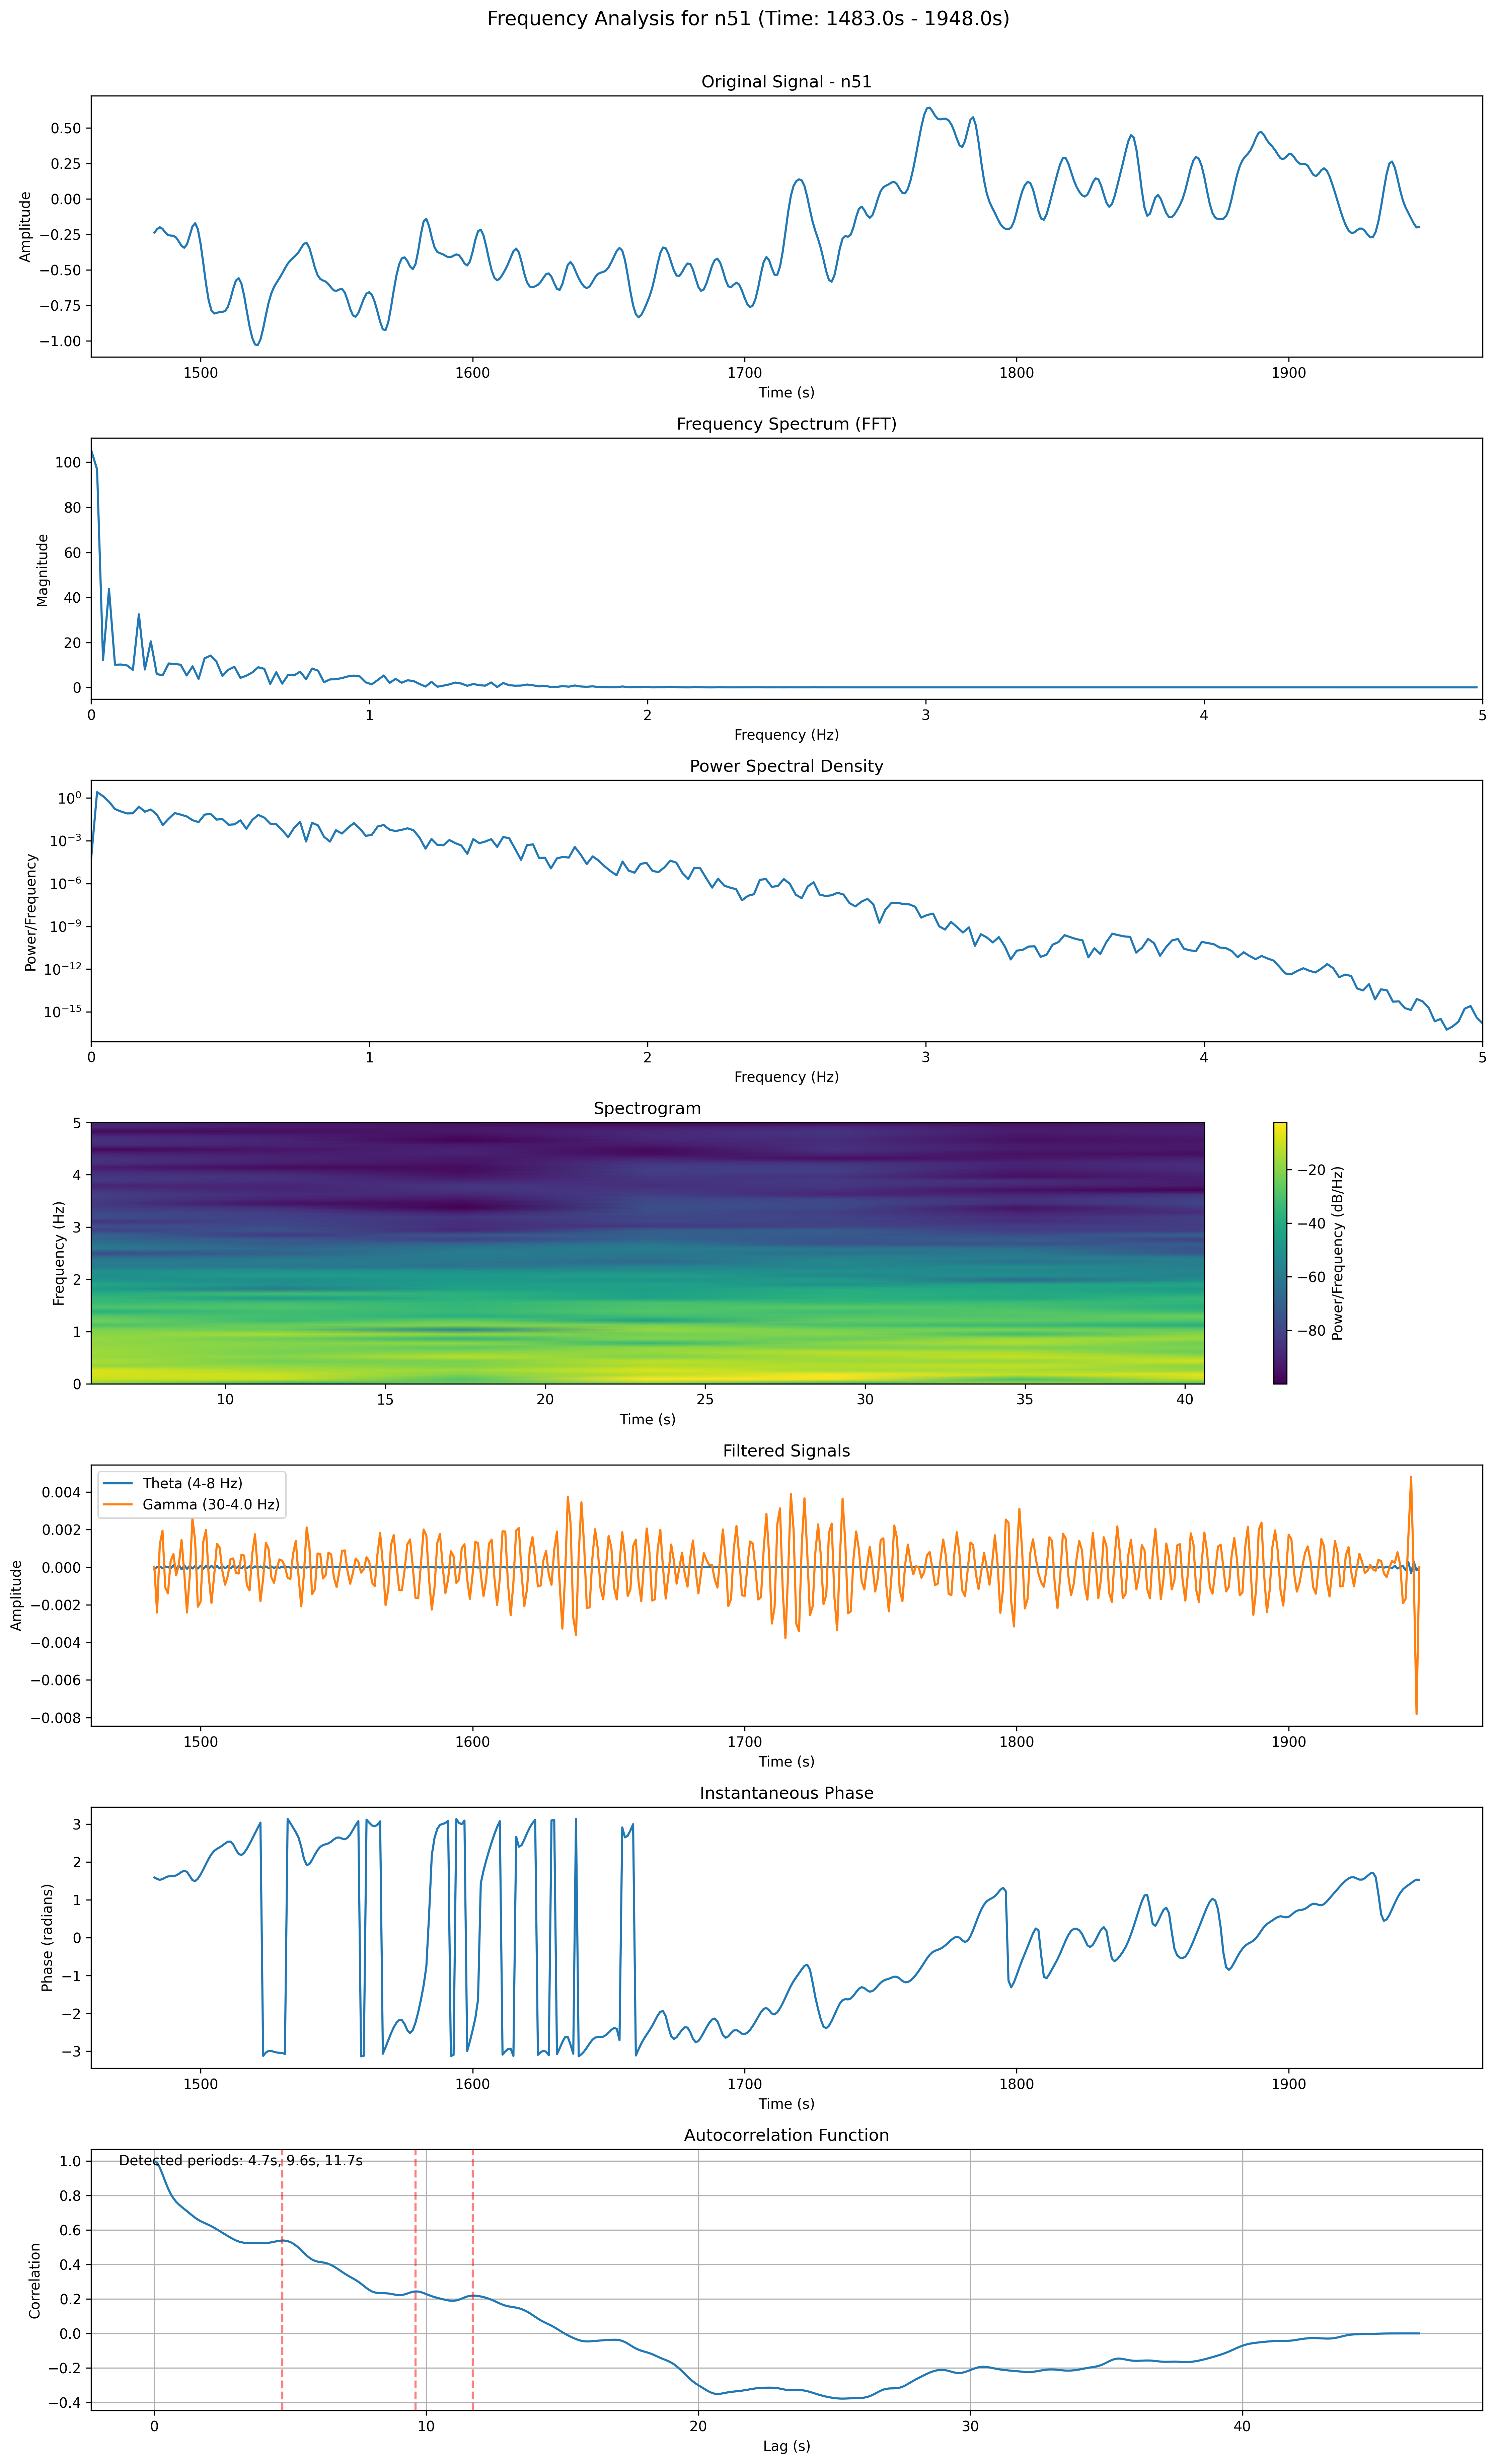 Frequency Analysis for n51 (Time: 1483.0s - 1948.0s)
Original Signal - n51
Amplitude
0.50
0.25
0.00
−0.25
−0.50
−0.75
−1.00
1500 1600 1700 1800 1900
Time (s)
Frequency Spectrum (FFT)
Magnitude
100
80
60
40
20
0
0 1 2 3 4 5
Frequency (Hz)
Power Spectral Density
Power/Frequency
10⁰
10⁻³
10⁻⁶
10⁻⁹
10⁻¹²
10⁻¹⁵
0 1 2 3 4 5
Frequency (Hz)
Spectrogram
Frequency (Hz)
5
4
3
2
1
0
10 15 20 25 30 35 40
Time (s)
−20
−40
−60
−80
Power/Frequency (dB/Hz)
Filtered Signals
Theta (4-8 Hz)
Gamma (30-4.0 Hz)
Amplitude
0.004
0.002
0.000
−0.002
−0.004
−0.006
−0.008
1500 1600 1700 1800 1900
Time (s)
Instantaneous Phase
Phase (radians)
3
2
1
0
−1
−2
−3
1500 1600 1700 1800 1900
Time (s)
Autocorrelation Function
Detected periods: 4.7s, 9.6s, 11.7s
Correlation
1.0
0.8
0.6
0.4
0.2
0.0
−0.2
−0.4
0 10 20 30 40
Lag (s)